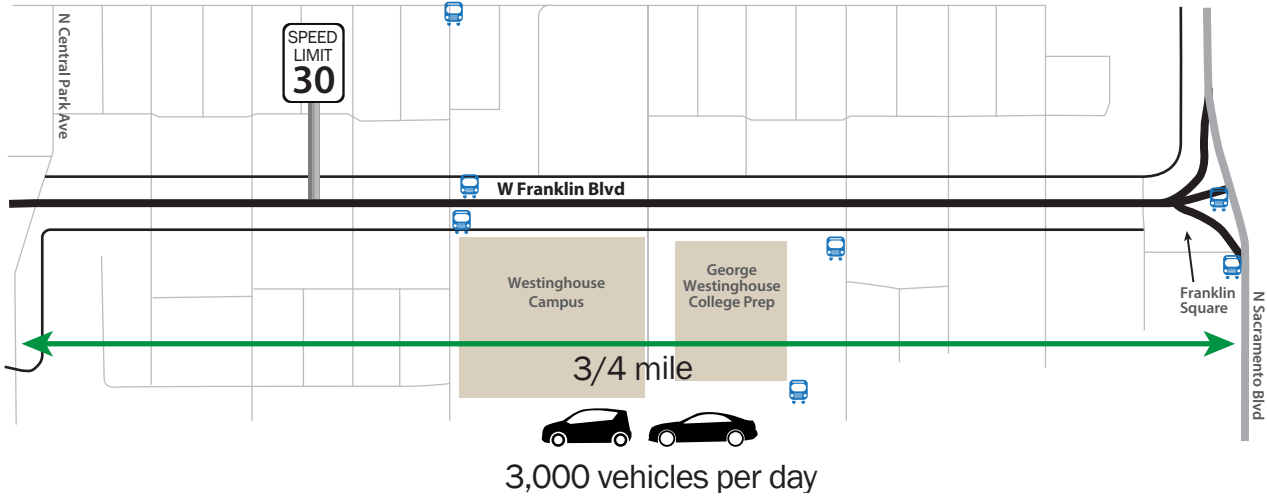 N Central Park Ave
SPEED
LIMIT
30
W Franklin Blvd
Westinghouse
Campus
George
Westinghouse
College Prep
Franklin
Square
N Sacramento Blvd
3/4 mile
3,000 vehicles per day